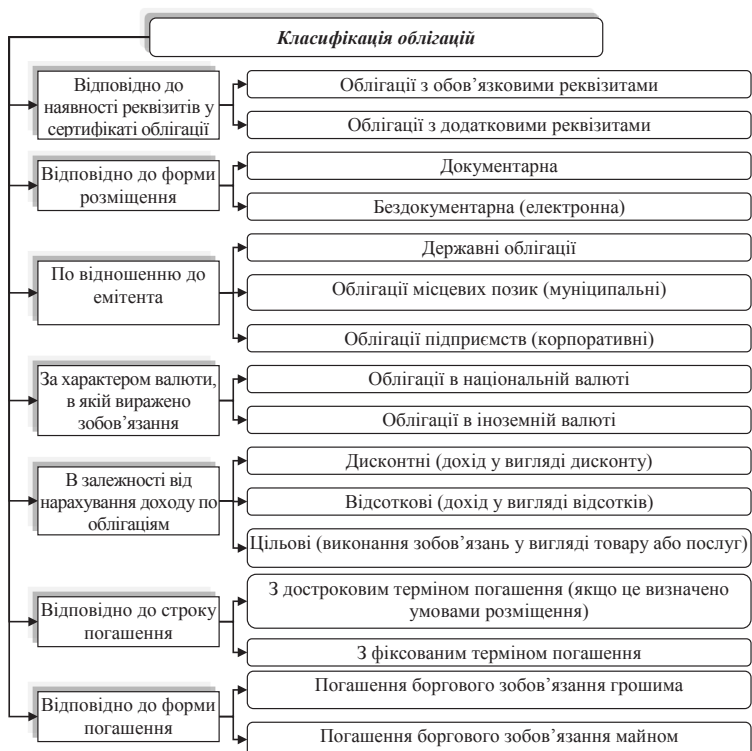 Класифікація облігацій
Відповідно до
наявності реквізитів у
сертифікаті облігації
Облігації з обов’язковими реквізитами
Облігації з додатковими реквізитами
Відповідно до форми
розміщення
Документарна
Бездокументарна (електронна)
По відношенню до
емітента
Державні облігації
Облігації місцевих позик (муніципальні)
Облігації підприємств (корпоративні)
За характером валюти,
в якій виражено
зобов’язання
Облігації в національній валюті
Облігації в іноземній валюті
В залежності від
нарахування доходу по
облігаціям
Дисконтні (дохід у вигляді дисконту)
Відсоткові (дохід у вигляді відсотків)
Цільові (виконання зобов’язань у вигляді товару або послуг)
Відповідно до строку
погашення
З достроковим терміном погашення (якщо це визначено
умовами розміщення)
З фіксованим терміном погашення
Відповідно до форми
погашення
Погашення боргового зобов’язання грошима
Погашення боргового зобов’язання майном